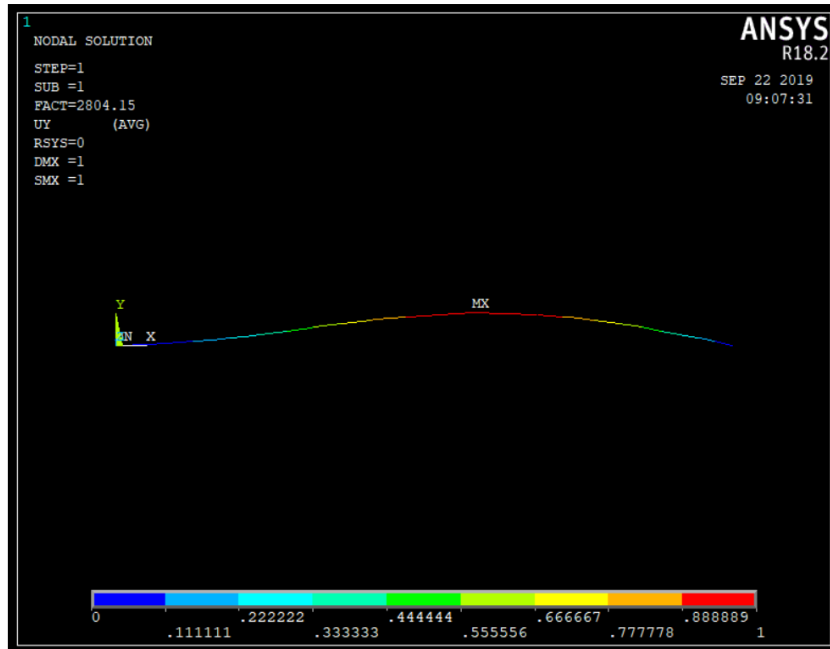 1
NODAL SOLUTION
STEP=1
SUB =1
FACT=2804.15
UY (AVG)
RSYS=0
DMX =1
SMX =1
ANSYS
R18.2
SEP 22 2019
09:07:31
Y
X
MX
0 .222222 .444444 .666667 .888889
.111111 .333333 .555556 .777778 1